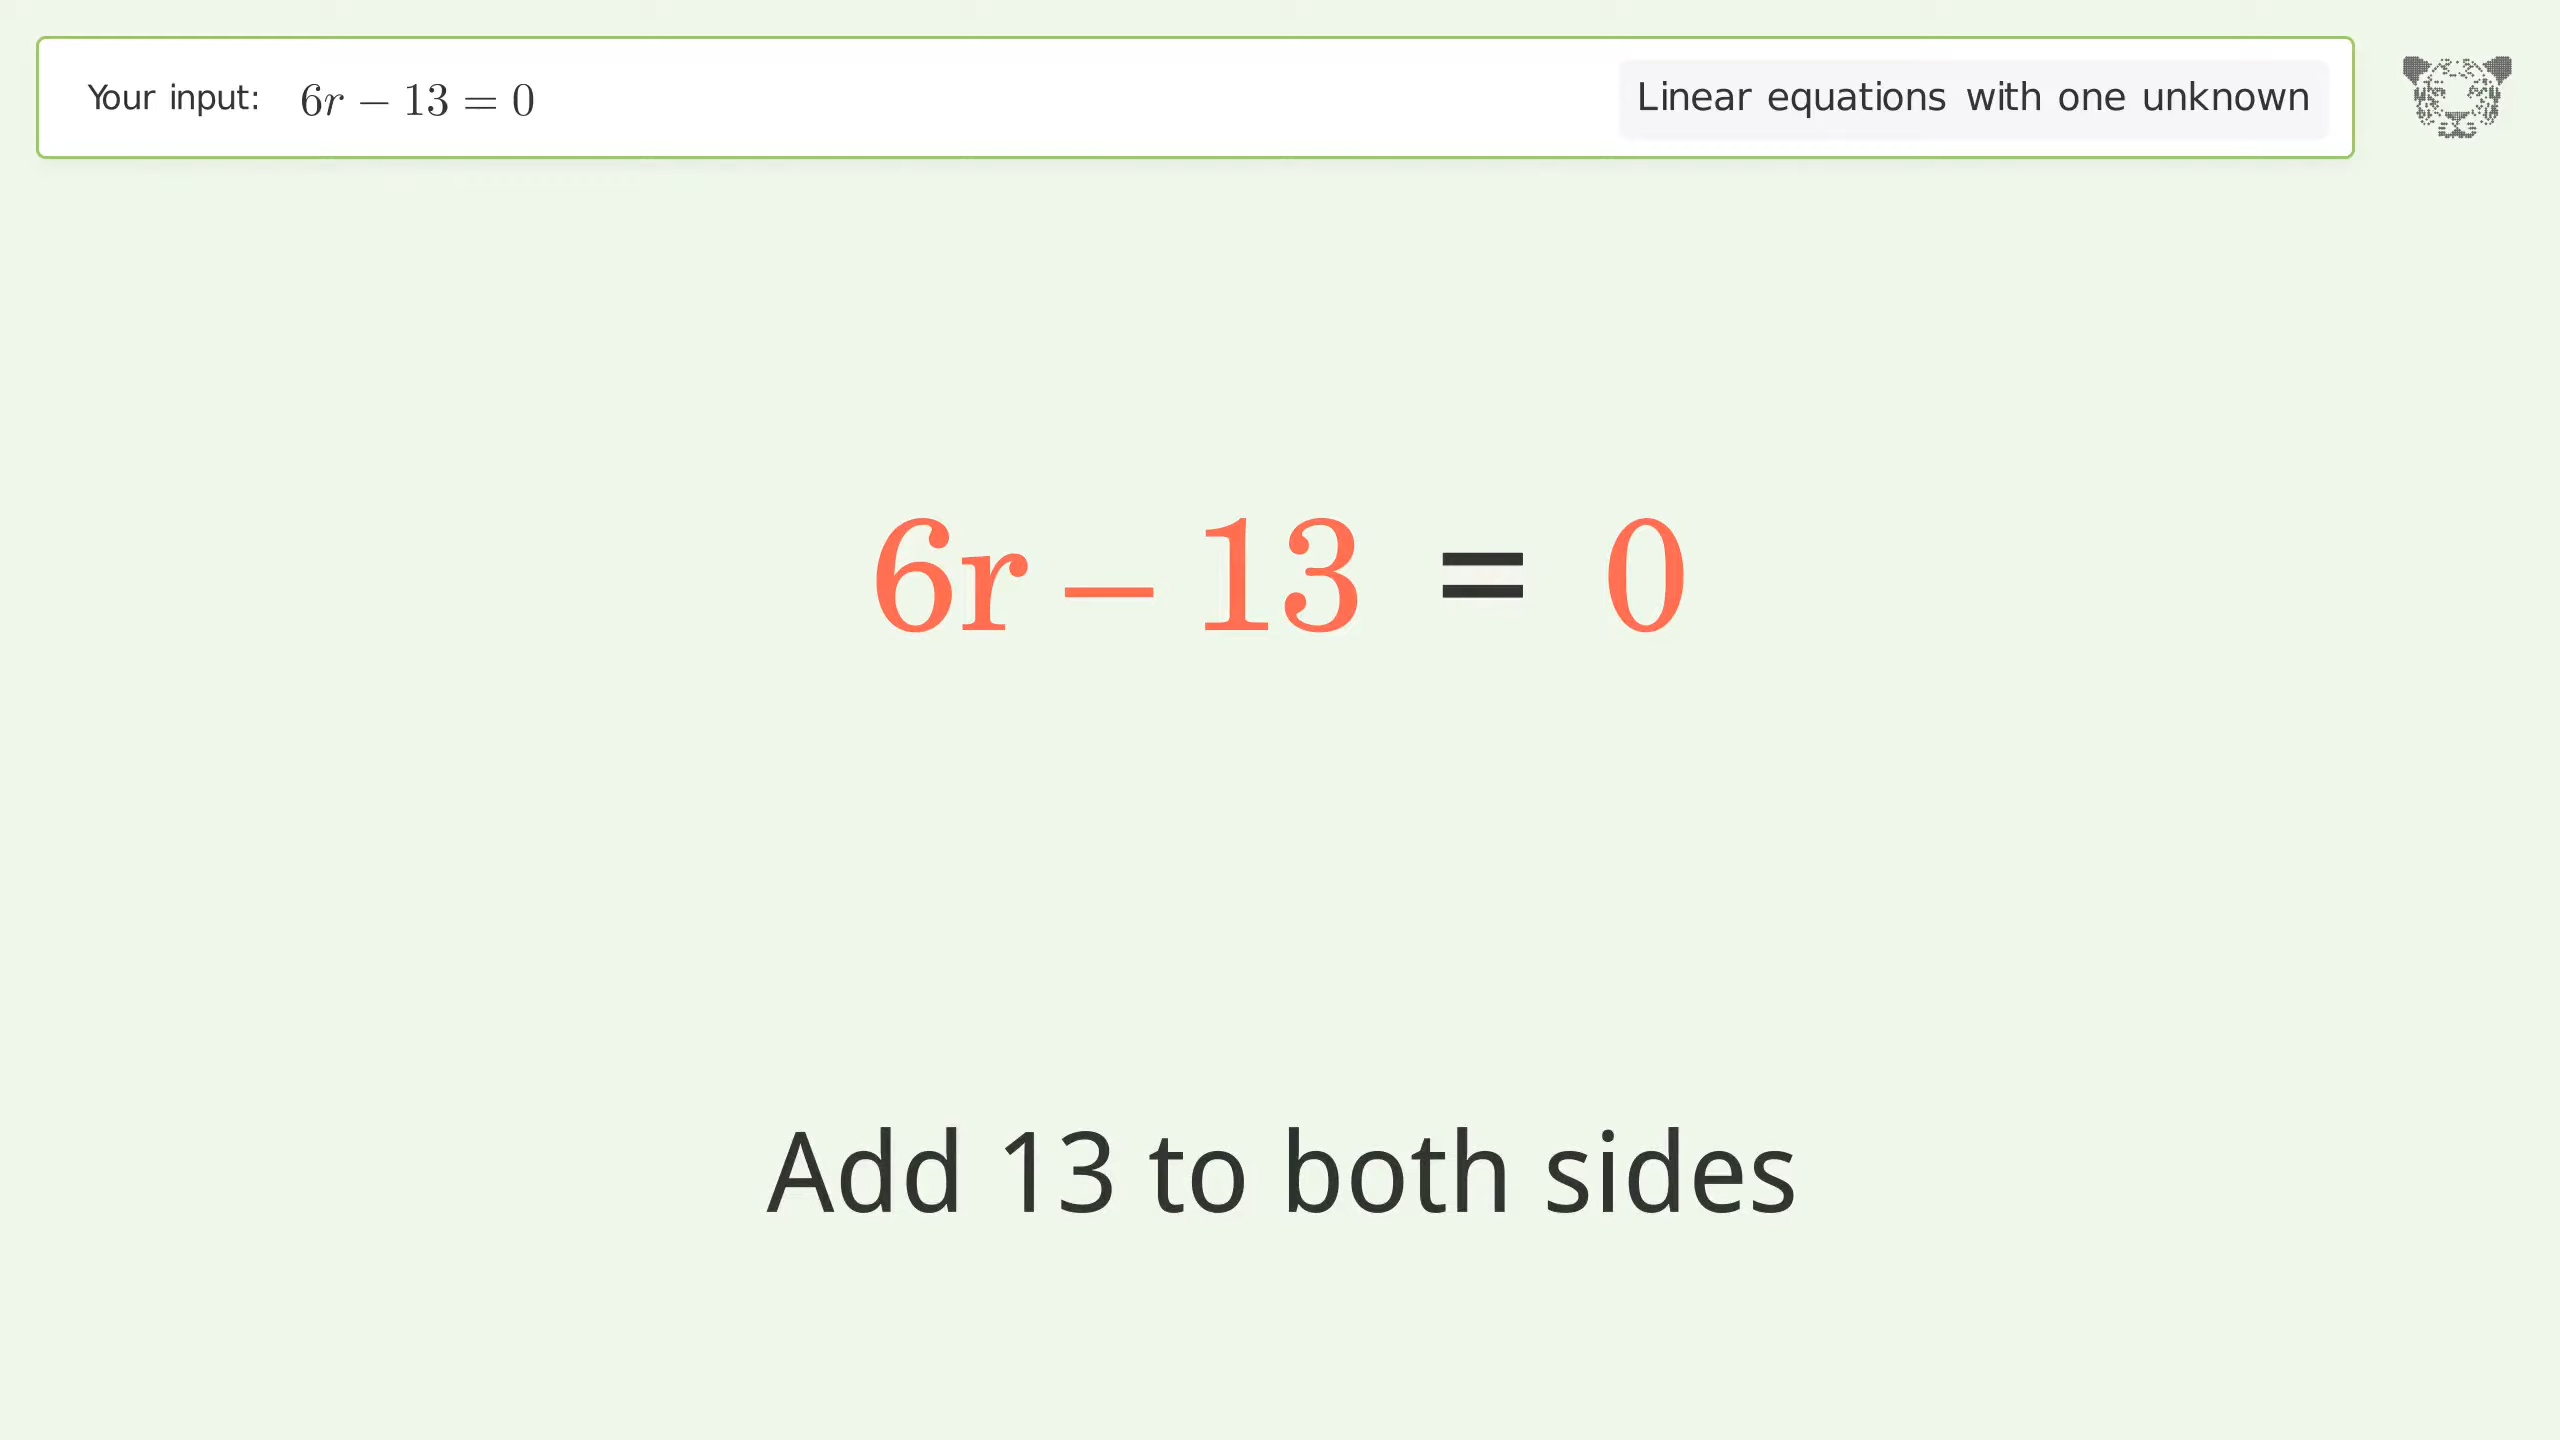 Your input: 6r − 13 = 0
Linear equations with one unknown
6r − 13 = 0
Add 13 to both sides